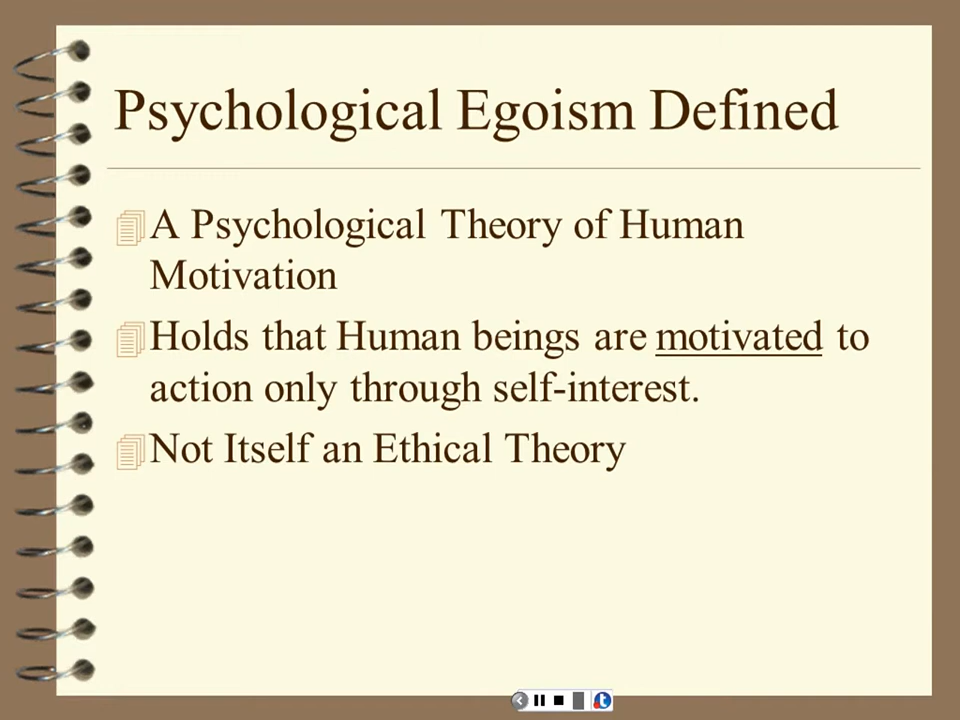 Psychological Egoism Defined
A Psychological Theory of Human
Motivation
Holds that Human beings are motivated to
action only through self-interest.
Not Itself an Ethical Theory